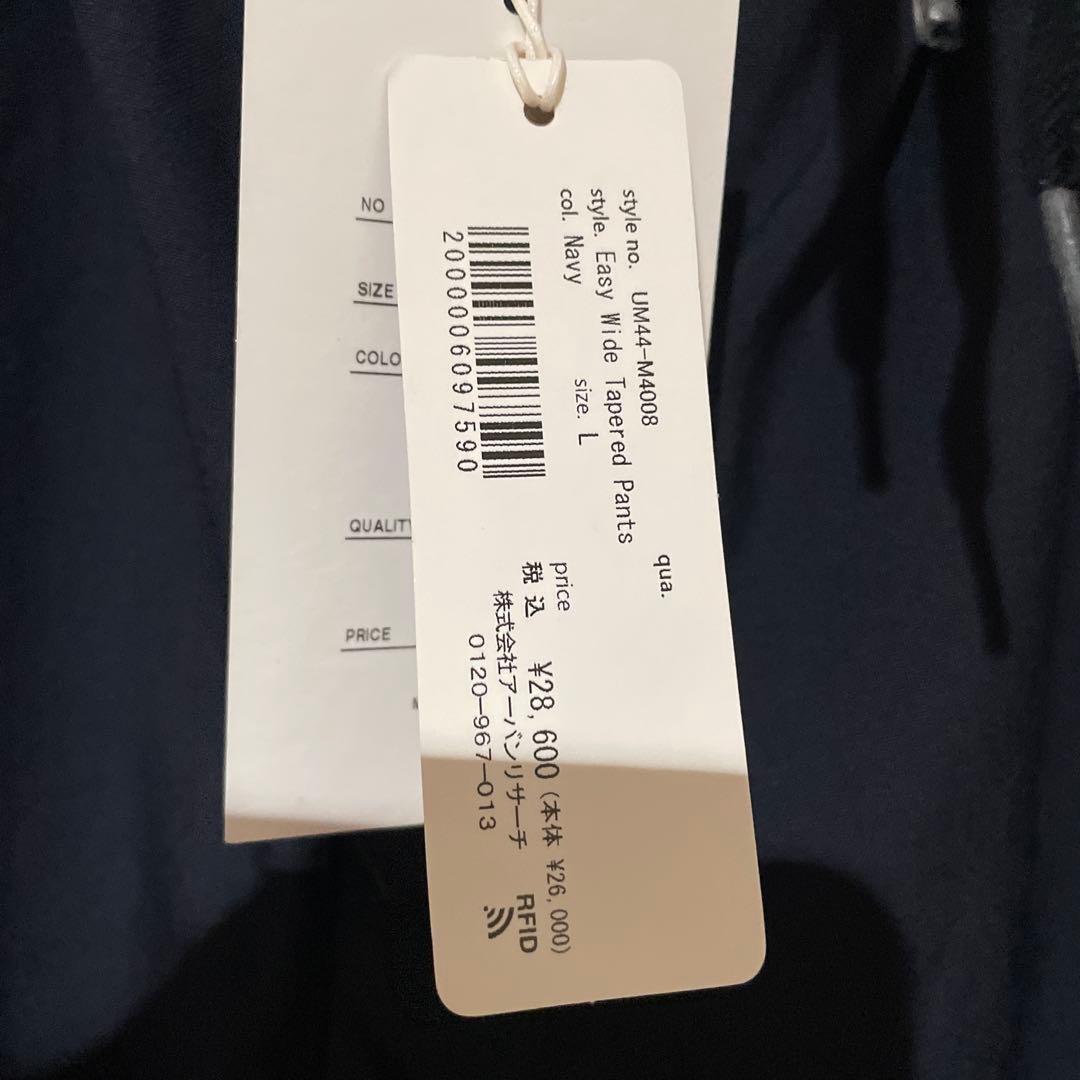 NO
SIZE
COLO
QUALITY
PRICE
style no. UM44-M4008
style. Easy Wide Tapered Pants
col. Navy size. L
2000006097590
qua.
price
税込 ¥28,600 (本体 ¥26,000)
株式会社アーバンリサーチ
0120-967-013
RFID